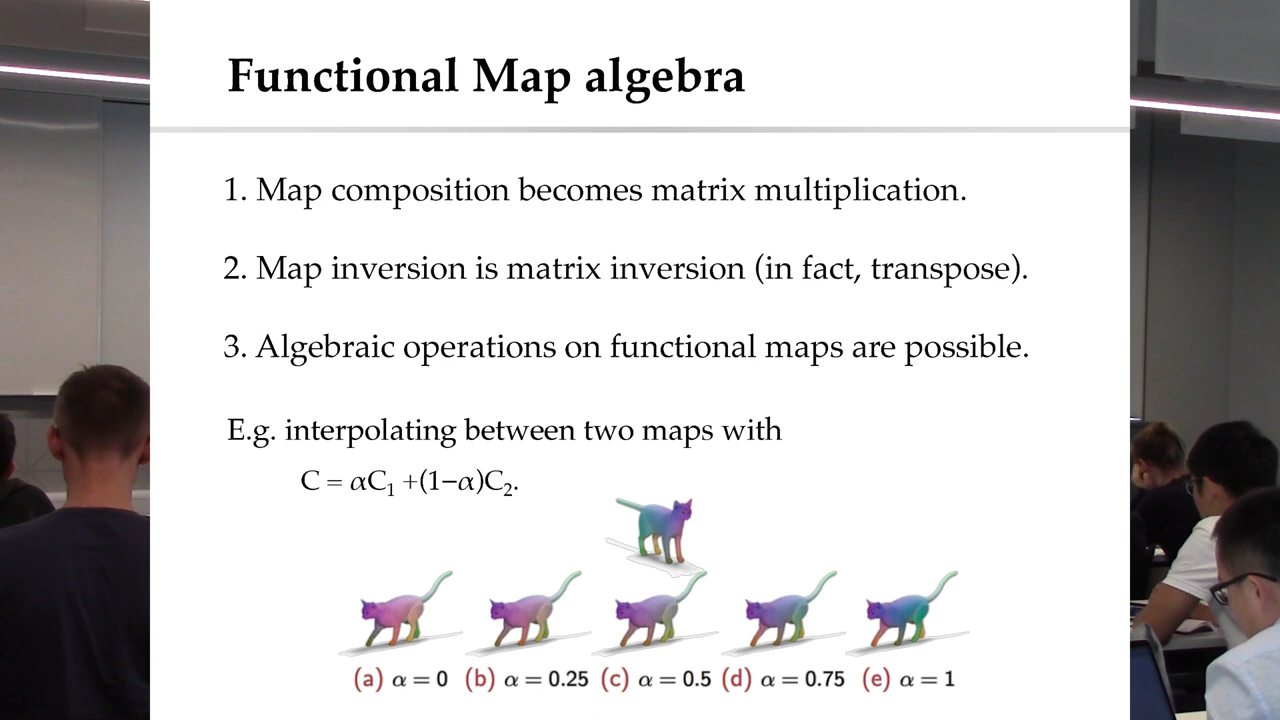 Functional Map algebra
1. Map composition becomes matrix multiplication.
2. Map inversion is matrix inversion (in fact, transpose).
3. Algebraic operations on functional maps are possible.
E.g. interpolating between two maps with
C = αC₁ +(1−α)C₂.
(a) α = 0 (b) α = 0.25 (c) α = 0.5 (d) α = 0.75 (e) α = 1